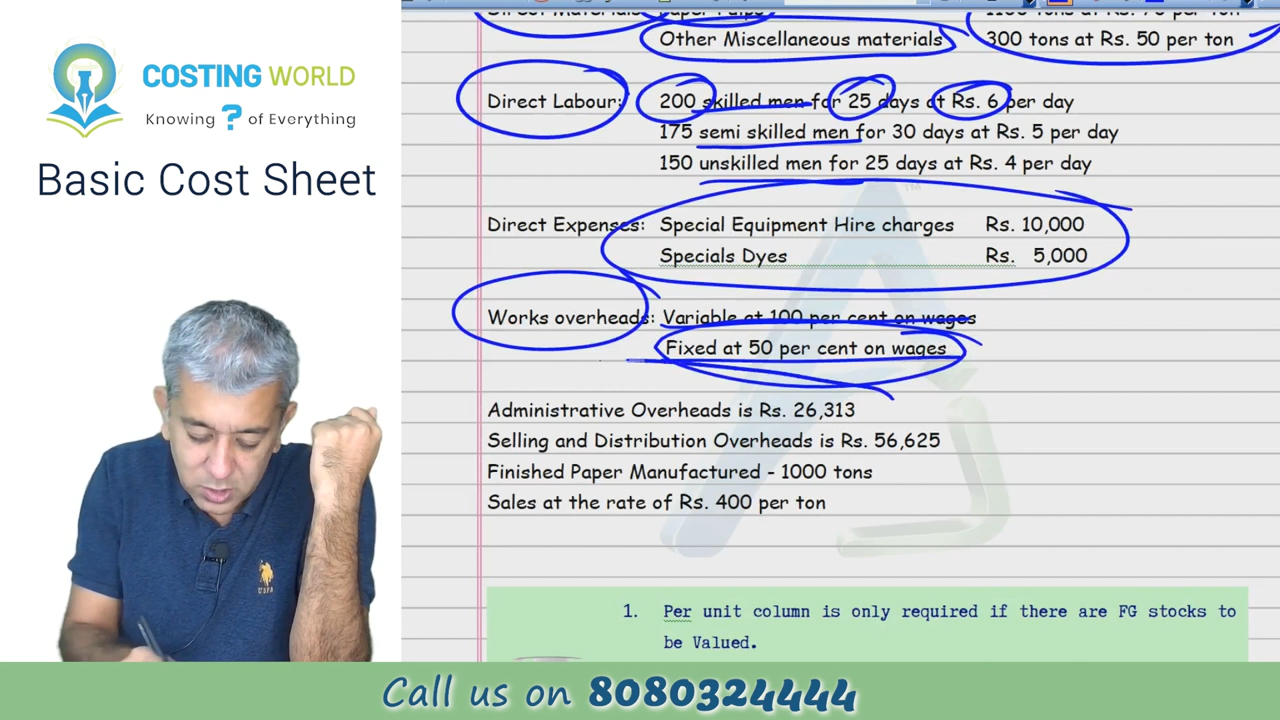 COSTING WORLD
Knowing ? of Everything
Basic Cost Sheet
Direct Materials
Other Miscellaneous materials 300 tons at Rs. 50 per ton
Direct Labour: 200 skilled men for 25 days at Rs. 6 per day
175 semi skilled men for 30 days at Rs. 5 per day
150 unskilled men for 25 days at Rs. 4 per day
Direct Expenses: Special Equipment Hire charges Rs. 10,000
Specials Dyes Rs. 5,000
Works overheads: Variable at 100 per cent on wages
Fixed at 50 per cent on wages
Administrative Overheads is Rs. 26,313
Selling and Distribution Overheads is Rs. 56,625
Finished Paper Manufactured - 1000 tons
Sales at the rate of Rs. 400 per ton
1. Per unit column is only required if there are FG stocks to
be Valued.
USPA
Call us on 8080324444